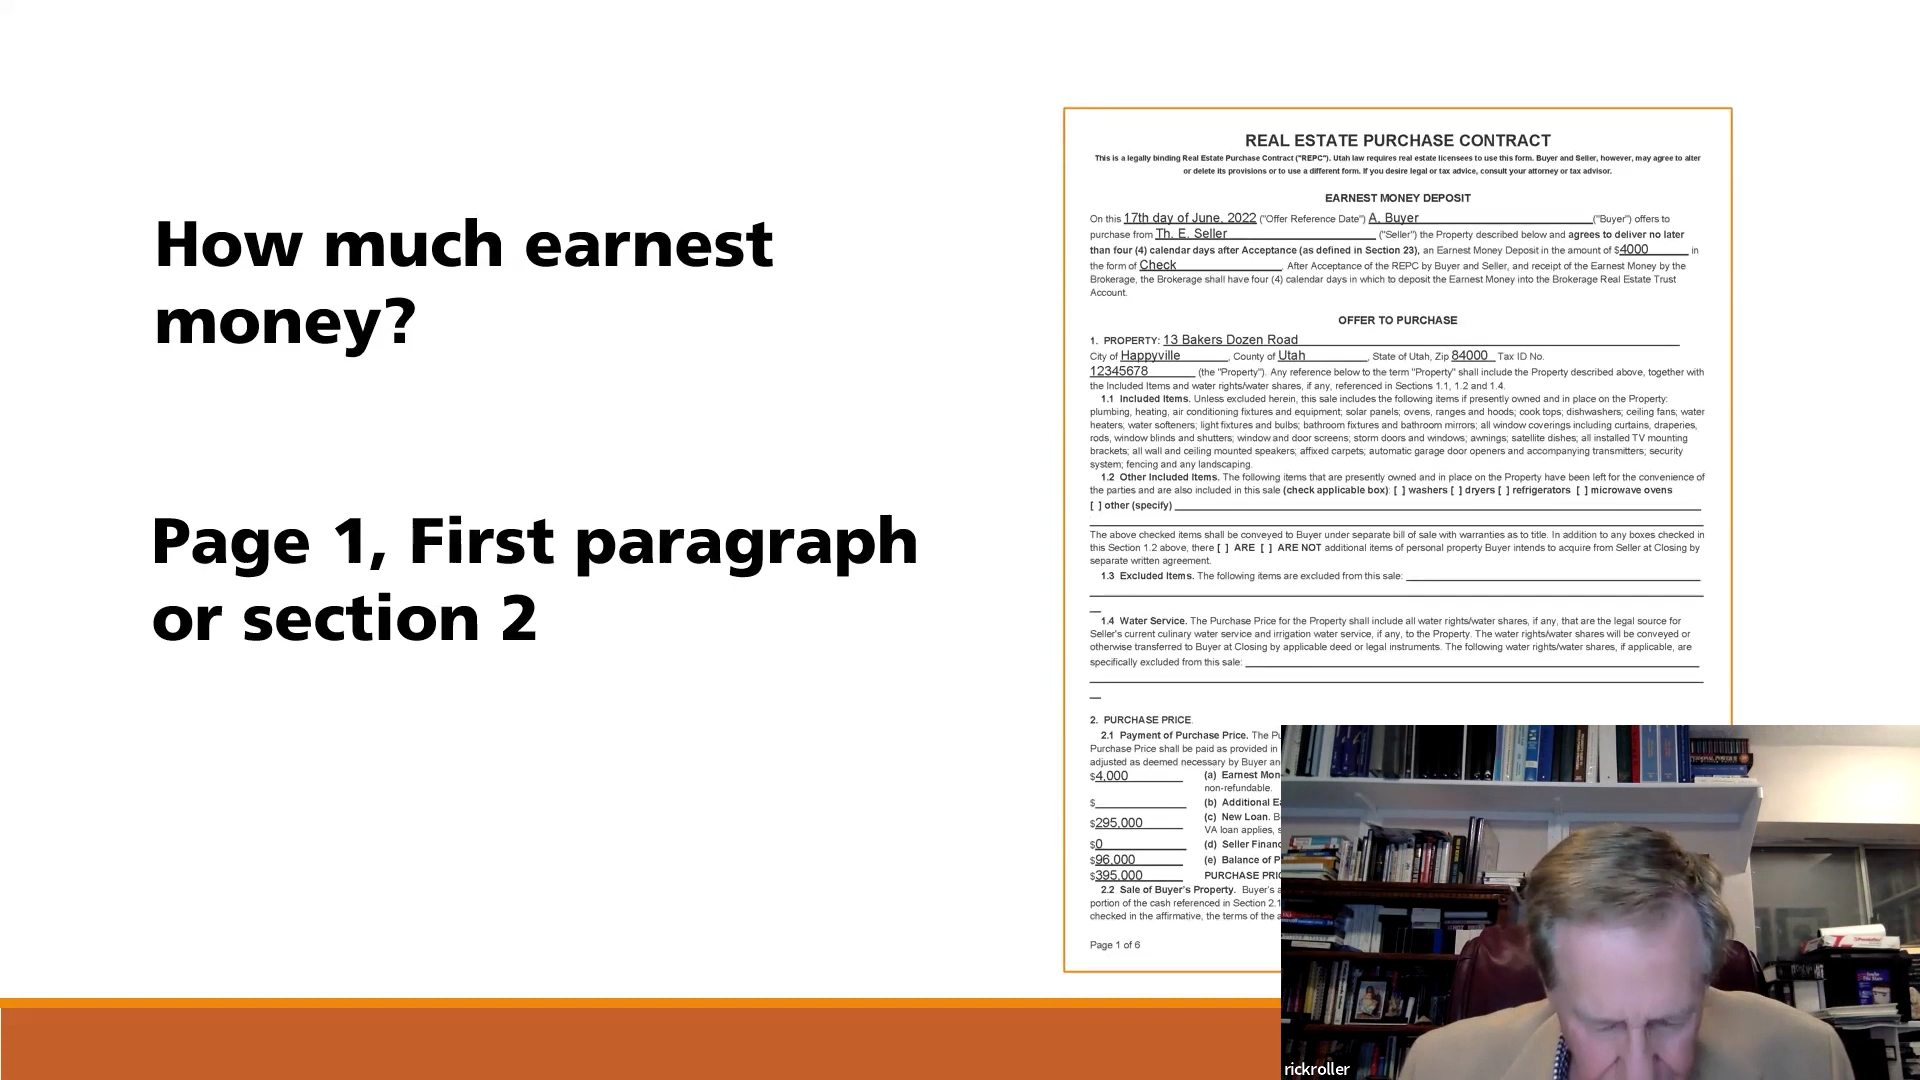 How much earnest
money?
Page 1, First paragraph
or section 2
REAL ESTATE PURCHASE CONTRACT
This is a legally binding Real Estate Purchase Contract ("REPC"). Utah law requires real estate licensees to use this form. Buyer and Seller, however, may agree to alter
or delete its provisions or to use a different form. If you desire legal or tax advice, consult your attorney or tax advisor.
EARNEST MONEY DEPOSIT
On this 17th day of June, 2022 ("Offer Reference Date") A. Buyer ("Buyer") offers to
purchase from Th. E. Seller ("Seller") the Property described below and agrees to deliver no later
than four (4) calendar days after Acceptance (as defined in Section 23), an Earnest Money Deposit in the amount of $4000 in
the form of Check. After Acceptance of the REPC by Buyer and Seller, and receipt of the Earnest Money by the
Brokerage, the Brokerage shall have four (4) calendar days in which to deposit the Earnest Money into the Brokerage Real Estate Trust
Account.
OFFER TO PURCHASE
1. PROPERTY: 13 Bakers Dozen Road
City of Happyville, County of Utah, State of Utah, Zip 84000 Tax ID No.
12345678 (the "Property"). Any reference below to the term "Property" shall include the Property described above, together with
the Included Items and water rights/water shares, if any, referenced in Sections 1.1, 1.2 and 1.4.
1.1 Included Items. Unless excluded herein, this sale includes the following items if presently owned and in place on the Property:
plumbing, heating, air conditioning fixtures and equipment; solar panels; ovens, ranges and hoods; cook tops; dishwashers; ceiling fans; water
heaters; water softeners; light fixtures and bulbs; bathroom fixtures and bathroom mirrors; all window coverings including curtains, draperies,
rods, window blinds and shutters; window and door screens; storm doors and windows; awnings; satellite dishes; all installed TV mounting
brackets; all wall and ceiling mounted speakers; affixed carpets; automatic garage door openers and accompanying transmitters; security
system; fencing and any landscaping.
1.2 Other Included Items. The following items that are presently owned and in place on the Property have been left for the convenience of
the parties and are also included in this sale (check applicable box): [ ] washers [ ] dryers [ ] refrigerators [ ] microwave ovens
[ ] other (specify)
The above checked items shall be conveyed to Buyer under separate bill of sale with warranties as to title. In addition to any boxes checked in
this Section 1.2 above, there [ ] ARE [ ] ARE NOT additional items of personal property Buyer intends to acquire from Seller at Closing by
separate written agreement.
1.3 Excluded Items. The following items are excluded from this sale:
1.4 Water Service. The Purchase Price for the Property shall include all water rights/water shares, if any, that are the legal source for
Seller's current culinary water service and irrigation water service, if any, to the Property. The water rights/water shares will be conveyed or
otherwise transferred to Buyer at Closing by applicable deed or legal instruments. The following water rights/water shares, if applicable, are
specifically excluded from this sale:
2. PURCHASE PRICE.
2.1 Payment of Purchase Price. The
Purchase Price shall be paid as provided in
adjusted as deemed necessary by Buyer
$4,000 (a) Earnest
non-refundable.
$ (b) Additional
$295,000 (c) New Loan.
VA loan applies,
$0 (d) Seller
$96,000 (e) Balance of
$395,000 PURCHASE
2.2 Sale of Buyer's Property. Buyer's
portion of the cash referenced in Section
checked in the affirmative, the terms of the
Page 1 of 6
rickroller